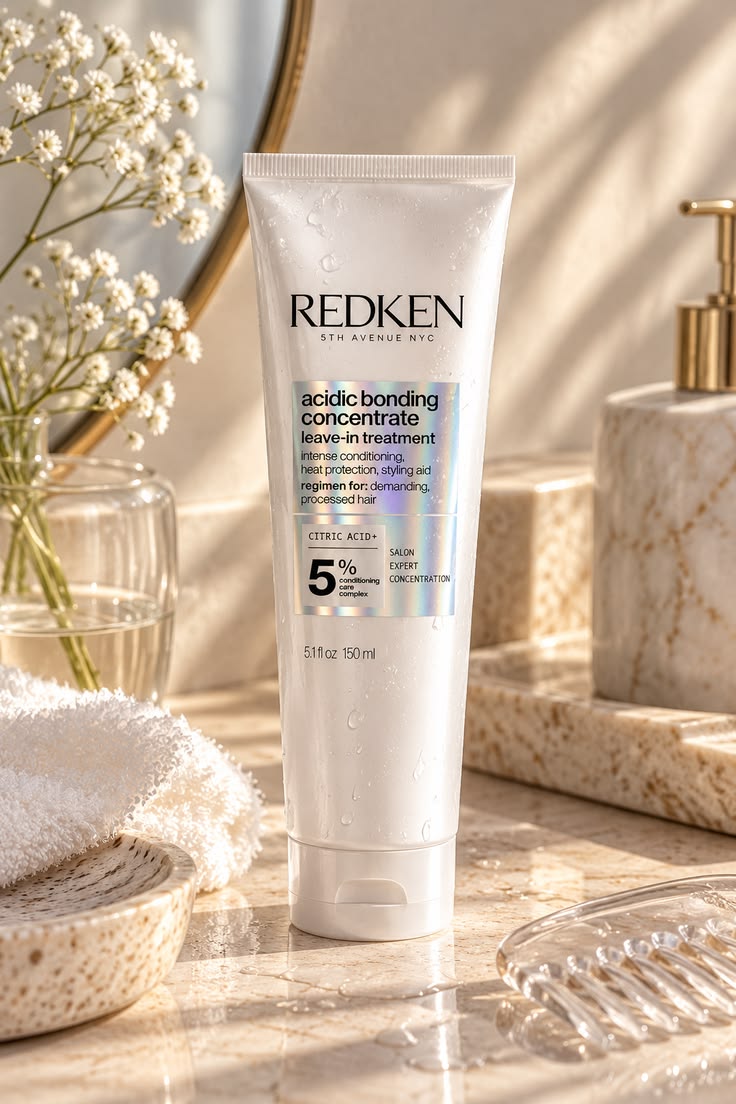 REDKEN
5TH AVENUE NYC
acidic bonding
concentrate
leave-in treatment
intense conditioning,
heat protection, styling aid
regimen for: demanding,
processed hair
CITRIC ACID+
5%
conditioning
care
complex
SALON
EXPERT
CONCENTRATION
5.1 fl oz 150 ml